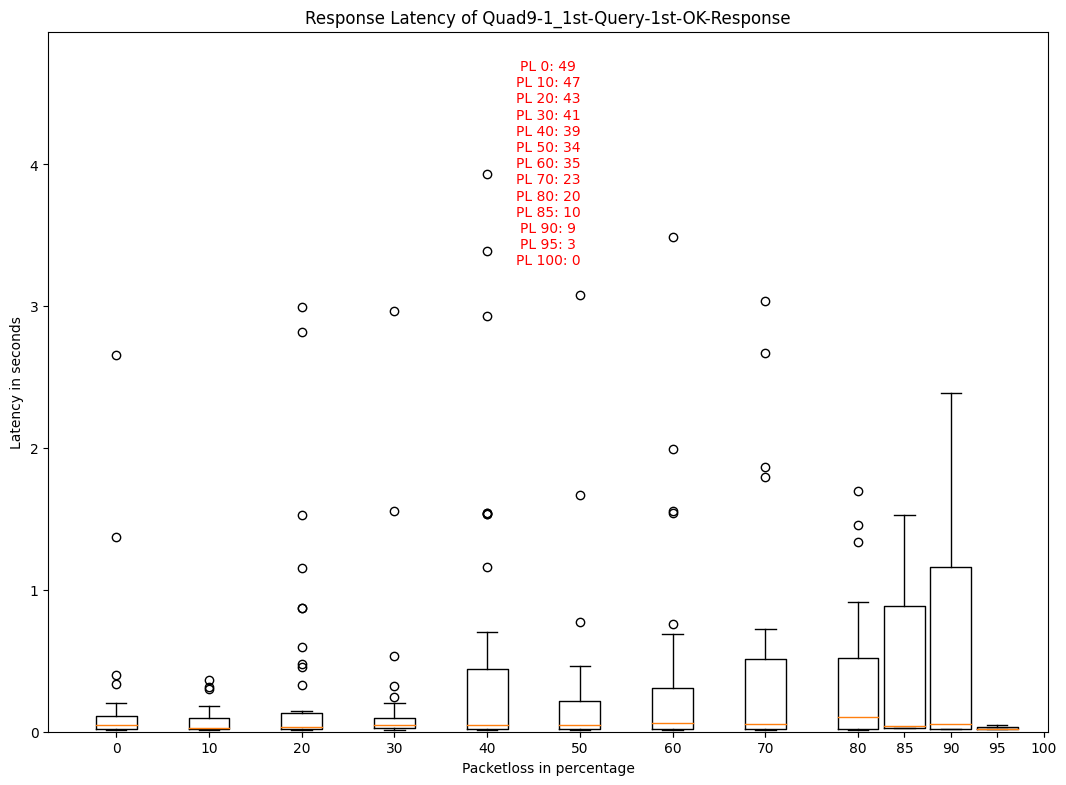 Response Latency of Quad9-1_1st-Query-1st-OK-Response
PL 0: 49
PL 10: 47
PL 20: 43
PL 30: 41
PL 40: 39
PL 50: 34
PL 60: 35
PL 70: 23
PL 80: 20
PL 85: 10
PL 90: 9
PL 95: 3
PL 100: 0
4
3
2
1
0
Latency in seconds
0 10 20 30 40 50 60 70 80 85 90 95 100
Packetloss in percentage